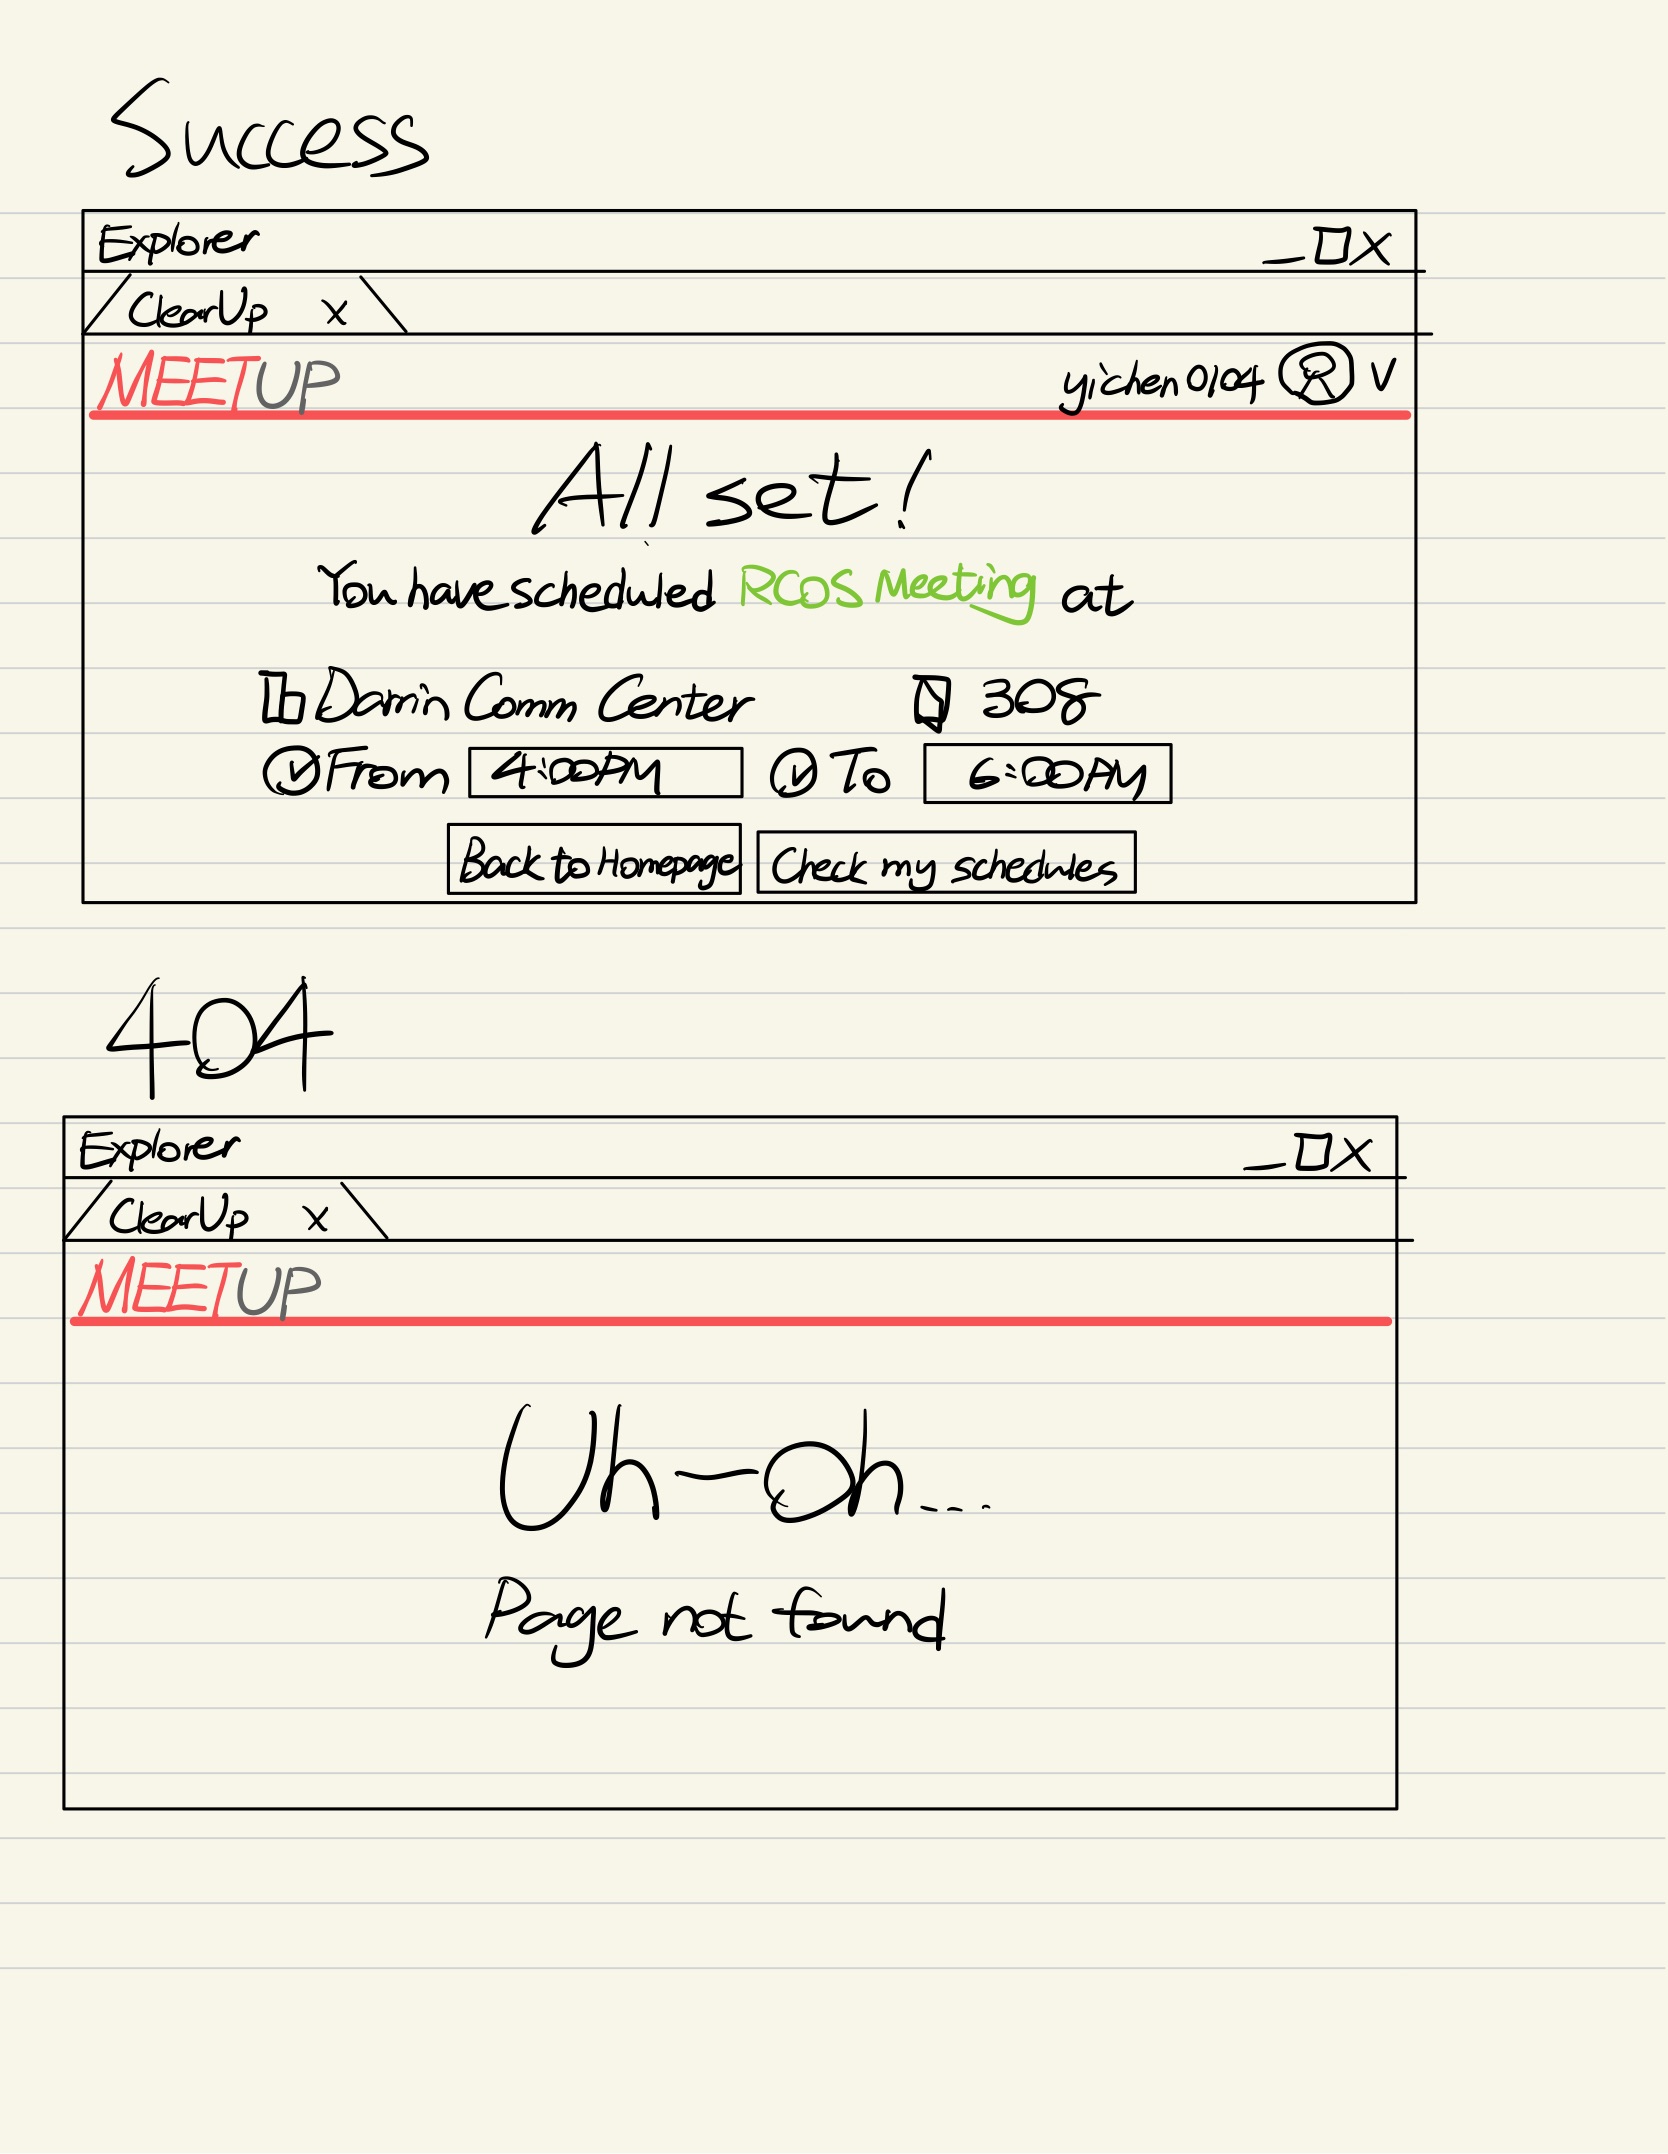 Success
Explorer
ClearUp x
MEETUP yichen0104
All set!
You have scheduled RCOS Meeting at
Darrin Comm Center 308
From 4:00PM To 6:00PM
Back to Homepage Check my schedules
404
Explorer
ClearUp x
MEETUP
Uh-oh...
Page not found